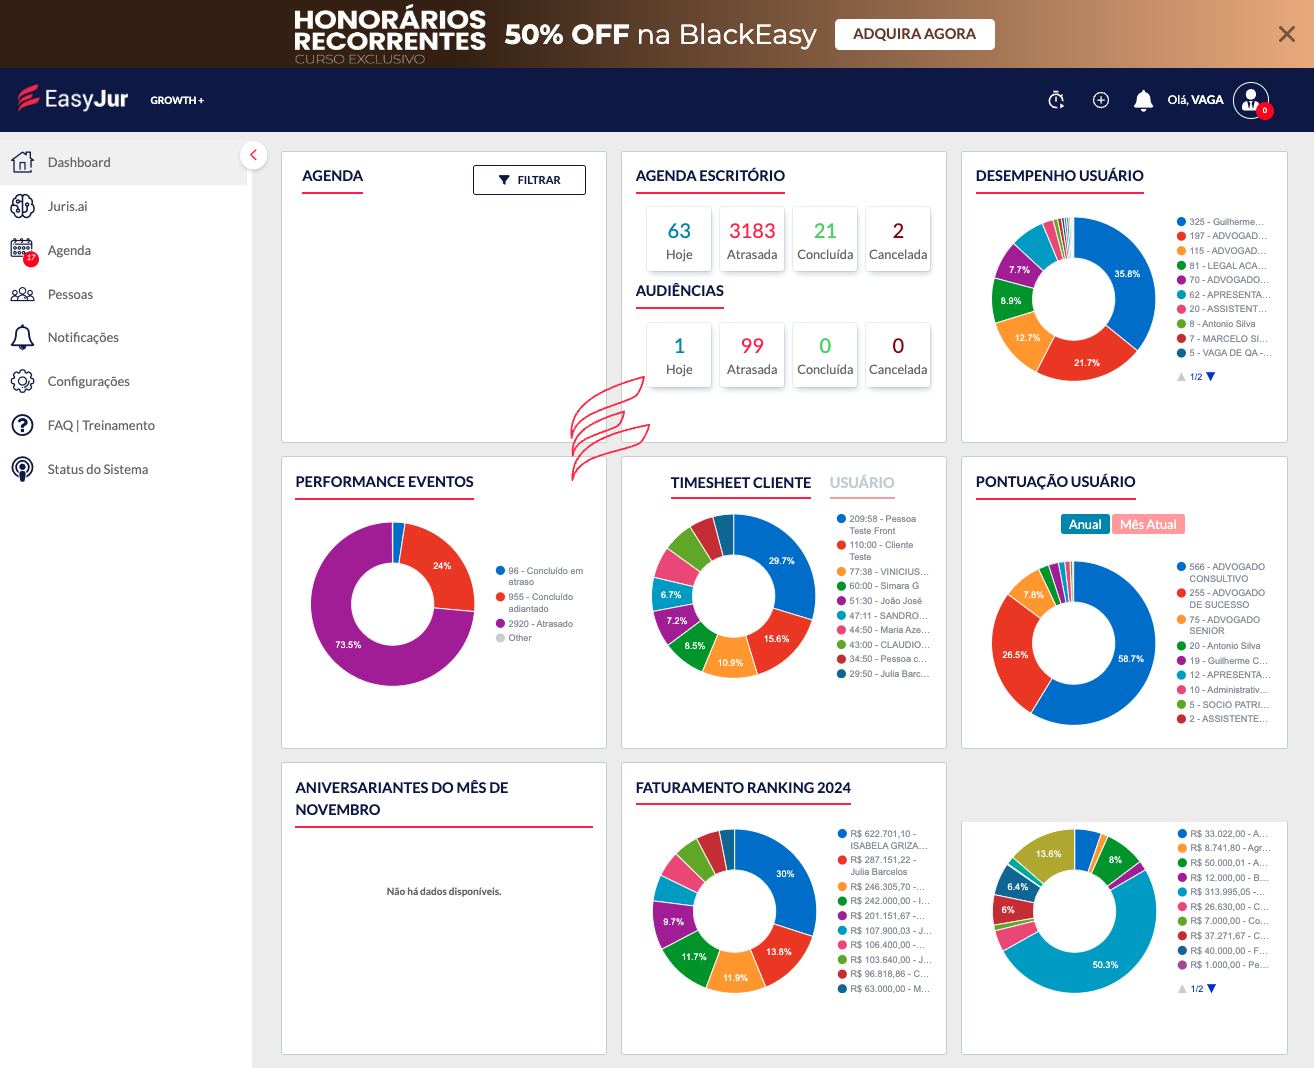 HONORÁRIOS
RECORRENTES
CURSO EXCLUSIVO
50% OFF na BlackEasy
ADQUIRA AGORA
EasyJur
GROWTH +
Olá, VAGA
0
Dashboard
Juris.ai
Agenda
17
Pessoas
Notificações
Configurações
FAQ | Treinamento
Status do Sistema
AGENDA
FILTRAR
AGENDA ESCRITÓRIO
63
Hoje
3183
Atrasada
21
Concluída
2
Cancelada
AUDIÊNCIAS
1
Hoje
99
Atrasada
0
Concluída
0
Cancelada
DESEMPENHO USUÁRIO
35.8%
21.7%
12.7%
8.9%
7.7%
325 - Guilherme...
197 - ADVOGAD...
115 - ADVOGAD...
81 - LEGAL ACA...
70 - ADVOGADO...
62 - APRESENTA...
20 - ASSISTENT...
8 - Antonio Silva
7 - MARCELO SI...
5 - VAGA DE QA -...
1/2
PERFORMANCE EVENTOS
24%
73.5%
96 - Concluído em
atraso
955 - Concluído
adiantado
2920 - Atrasado
Other
TIMESHEET CLIENTE
USUÁRIO
29.7%
15.6%
10.9%
8.5%
7.2%
6.7%
209:58 - Pessoa
Teste Front
110:00 - Cliente
Teste
77:38 - VINICIUS...
60:00 - Simara G
51:30 - João José
47:11 - SANDRO...
44:50 - Maria Aze...
43:00 - CLAUDIO...
34:50 - Pessoa c...
29:50 - Julia Barc...
PONTUAÇÃO USUÁRIO
Anual
Mês Atual
58.7%
26.5%
7.8%
566 - ADVOGADO
CONSULTIVO
255 - ADVOGADO
DE SUCESSO
75 - ADVOGADO
SENIOR
20 - Antonio Silva
19 - Guilherme C...
12 - APRESENTA...
10 - Administrativ...
5 - SOCIO PATRI...
2 - ASSISTENTE...
ANIVERSARIANTES DO MÊS DE
NOVEMBRO
Não há dados disponíveis.
FATURAMENTO RANKING 2024
30%
13.8%
11.9%
11.7%
9.7%
R$ 622.701,10 -
ISABELA GRIZA...
R$ 287.151,22 -
Julia Barcelos
R$ 246.305,70 -...
R$ 242.000,00 - I...
R$ 201.151,67 -...
R$ 107.900,03 - J...
R$ 106.400,00 -...
R$ 103.640,00 - J...
R$ 96.818,86 - C...
R$ 63.000,00 - M...
13.6%
8%
6.4%
6%
50.3%
R$ 33.022,00 - A...
R$ 8.741,80 - Agr...
R$ 50.000,01 - A...
R$ 12.000,00 - B...
R$ 313.995,05 -...
R$ 26.630,00 - C...
R$ 7.000,00 - Co...
R$ 37.271,67 - C...
R$ 40.000,00 - F...
R$ 1.000,00 - Pe...
1/2